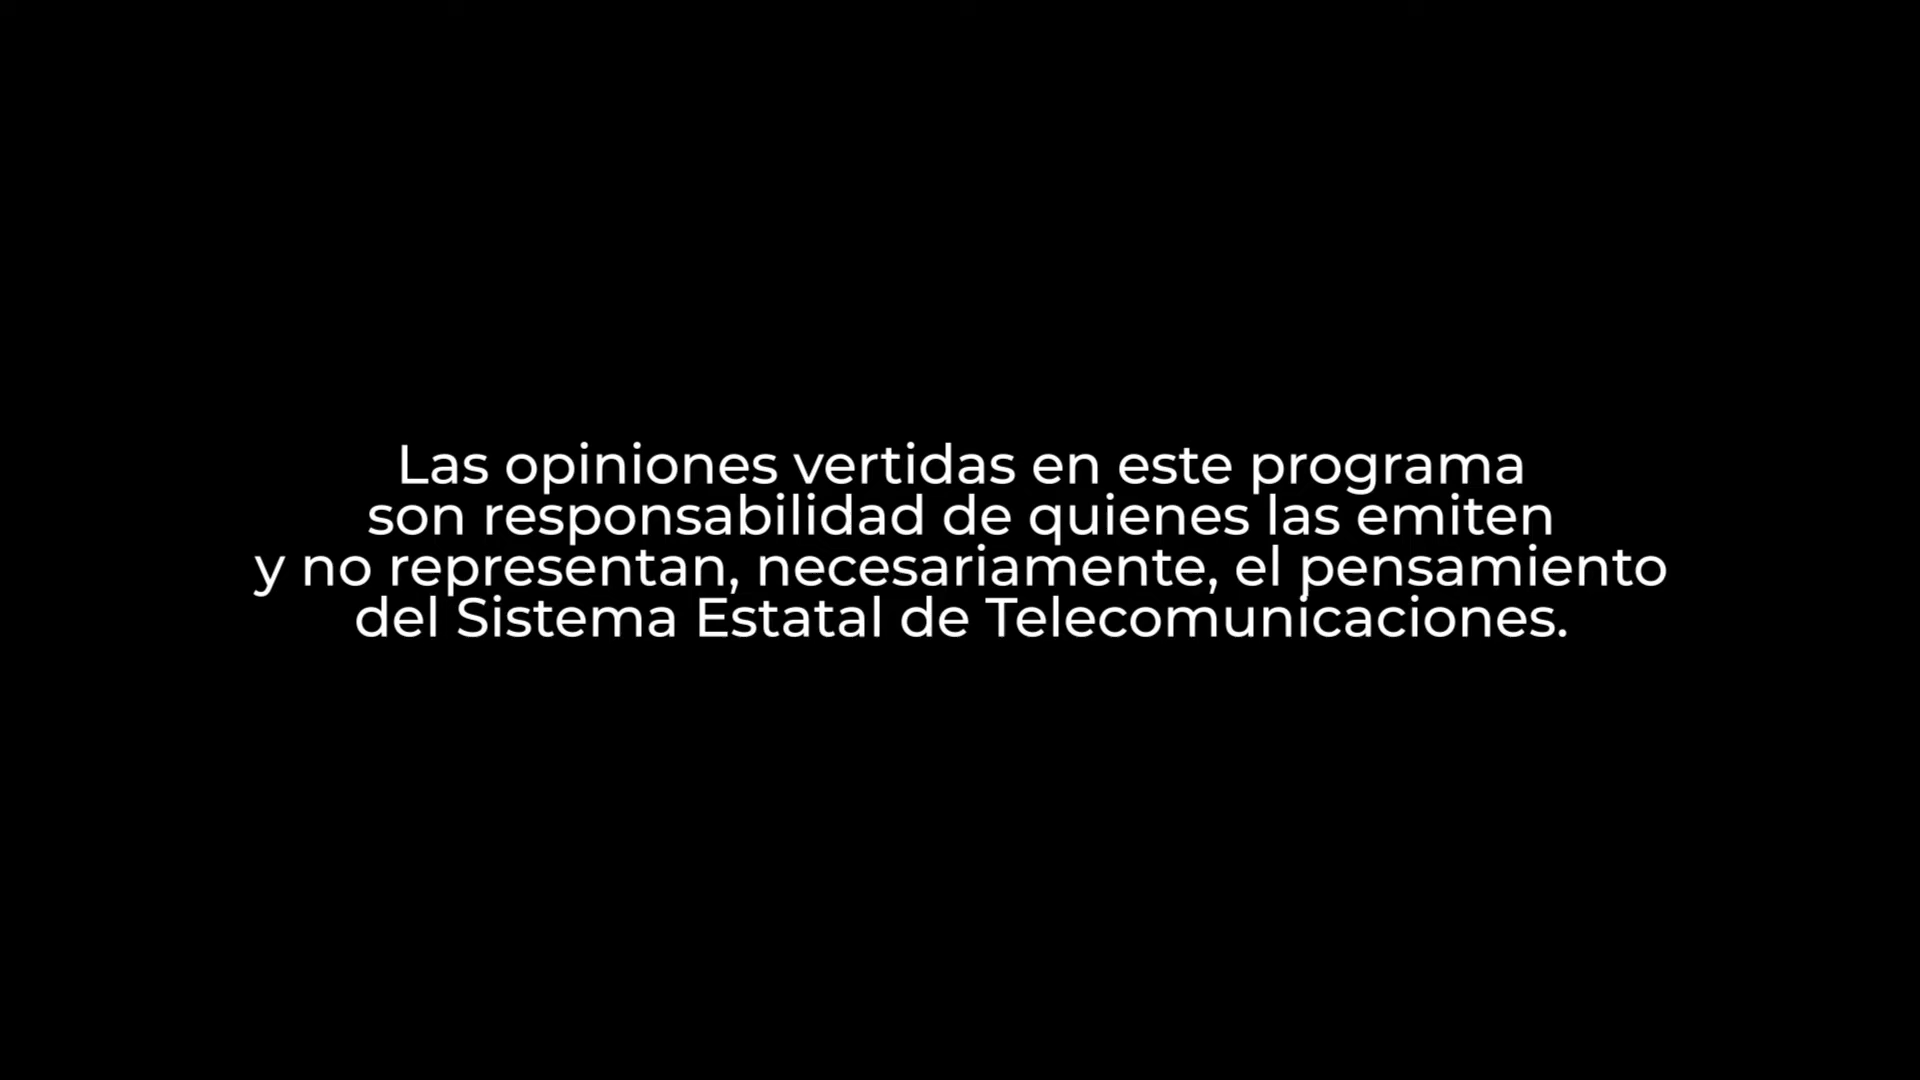 Las opiniones vertidas en este programa
son responsabilidad de quienes las emiten
y no representan, necesariamente, el pensamiento
del Sistema Estatal de Telecomunicaciones.